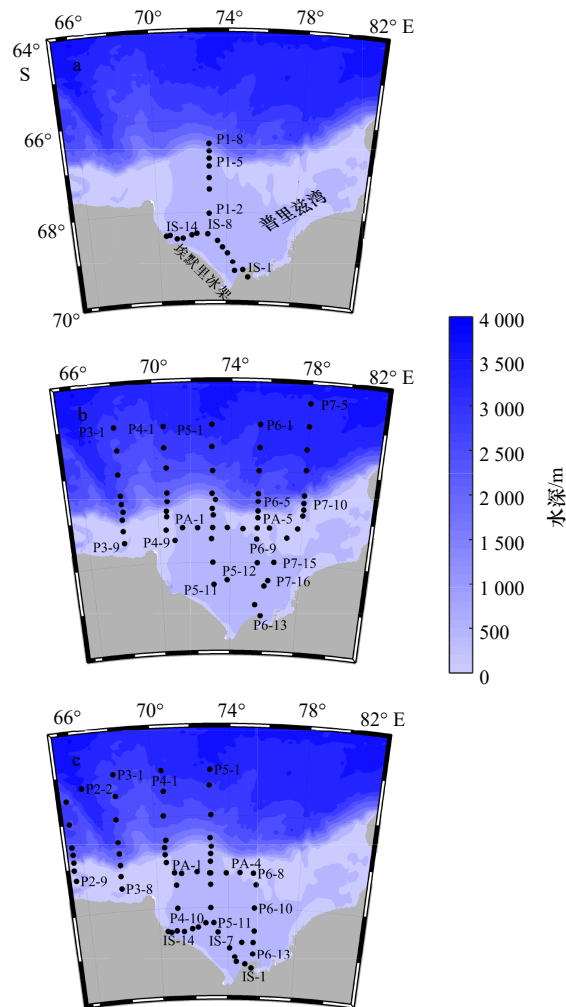 66° 70° 74° 78° 82° E
64°
S
a
66°
P1-8
P1-5
P1-2
普里兹湾
68°
IS-14 IS-8
埃默里冰架
IS-1
70°
66° 70° 74° 78° 82° E
b
P7-5
P3-1 P4-1 P5-1 P6-1
P6-5
P7-10
PA-1 PA-5
P3-9 P4-9 P6-9
P5-12 P7-15
P5-11 P7-16
P6-13
4 000
3 500
3 000
2 500
2 000
1 500
1 000
500
0
水深/m
66° 70° 74° 78° 82° E
c
P2-2 P3-1 P4-1 P5-1
PA-1 PA-4
P6-8
P2-9 P3-8
P6-10
P4-10 P5-11
IS-14 IS-7
P6-13
IS-1